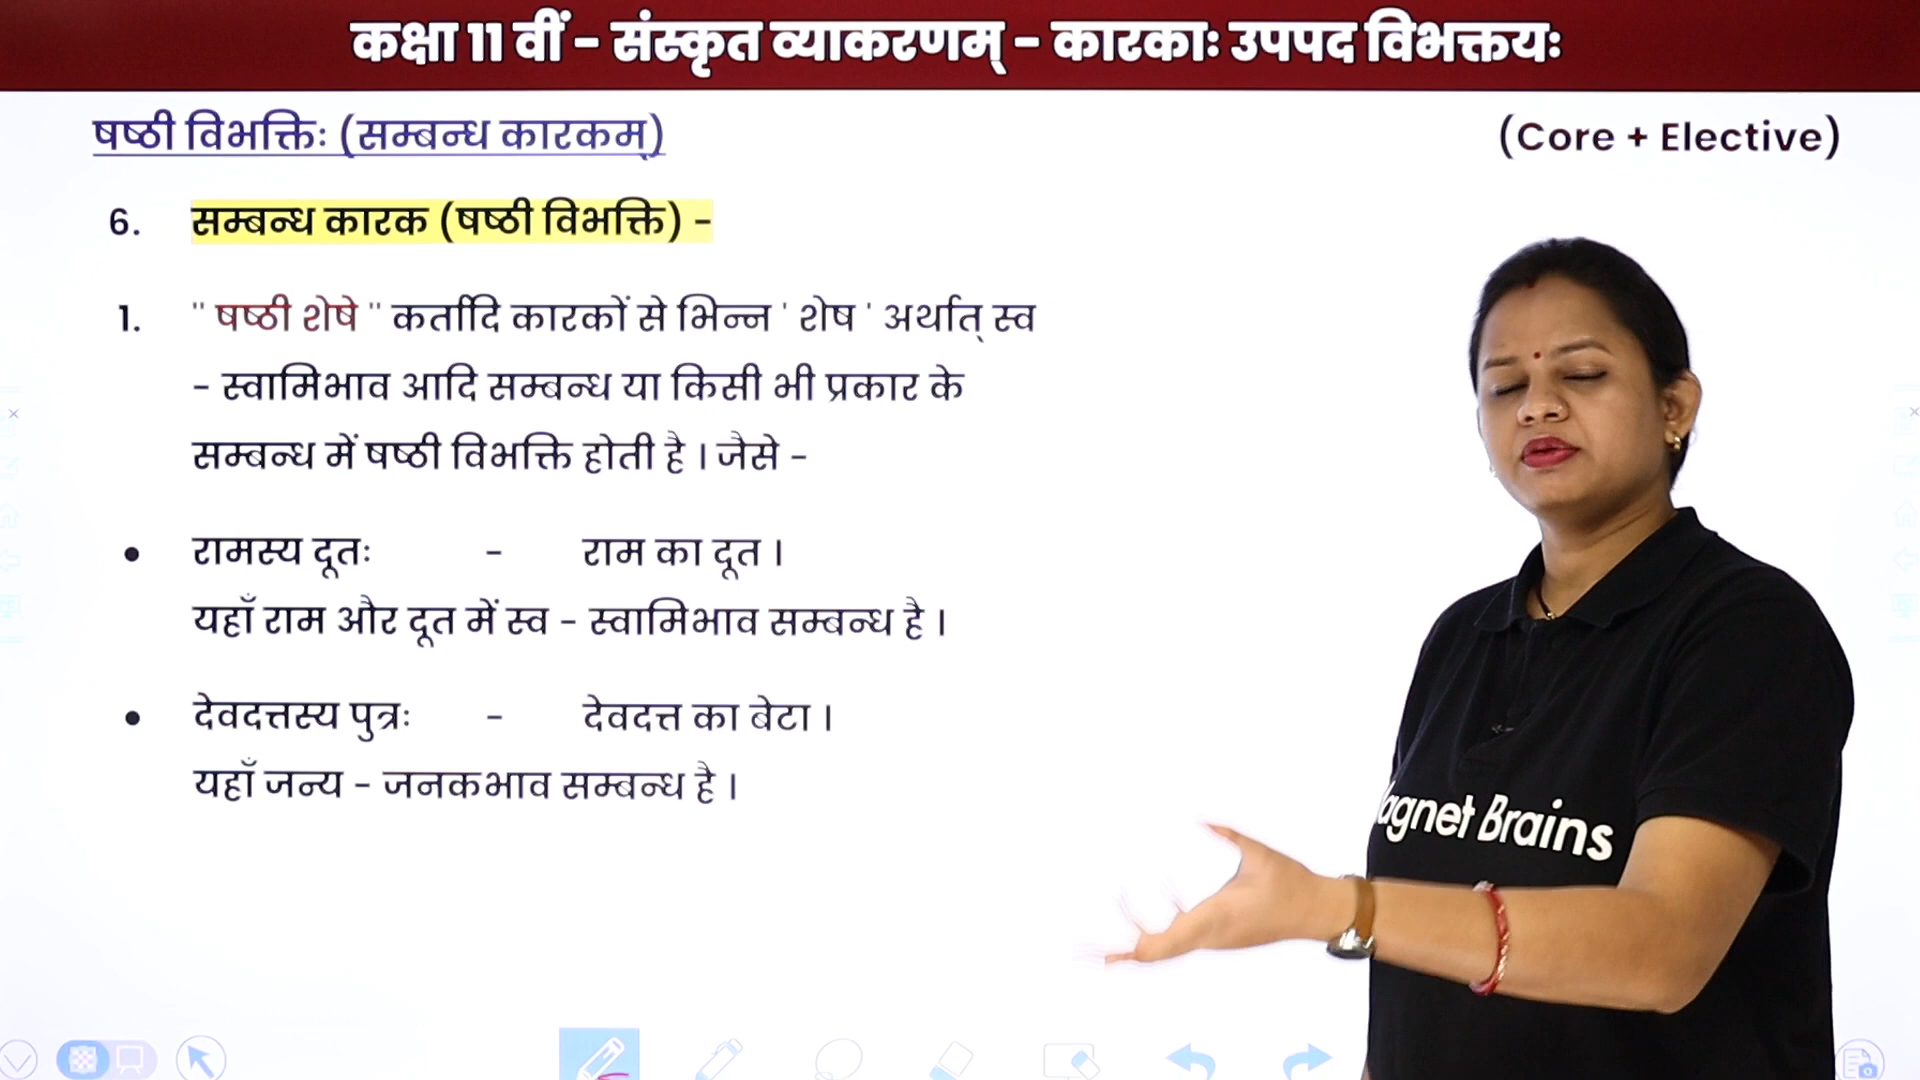 कक्षा 11 वीं - संस्कृत व्याकरणम् - कारकाः उपपद विभक्तयः
षष्ठी विभक्तिः (सम्बन्ध कारकम्)
(Core + Elective)
6. सम्बन्ध कारक (षष्ठी विभक्ति) -
1. " षष्ठी शेषे " कर्तादि कारकों से भिन्न ' शेष ' अर्थात् स्व
- स्वामिभाव आदि सम्बन्ध या किसी भी प्रकार के
सम्बन्ध में षष्ठी विभक्ति होती है । जैसे -
• रामस्य दूतः - राम का दूत ।
यहाँ राम और दूत में स्व - स्वामिभाव सम्बन्ध है ।
• देवदत्तस्य पुत्रः - देवदत्त का बेटा ।
यहाँ जन्य - जनकभाव सम्बन्ध है ।
agnet Brains